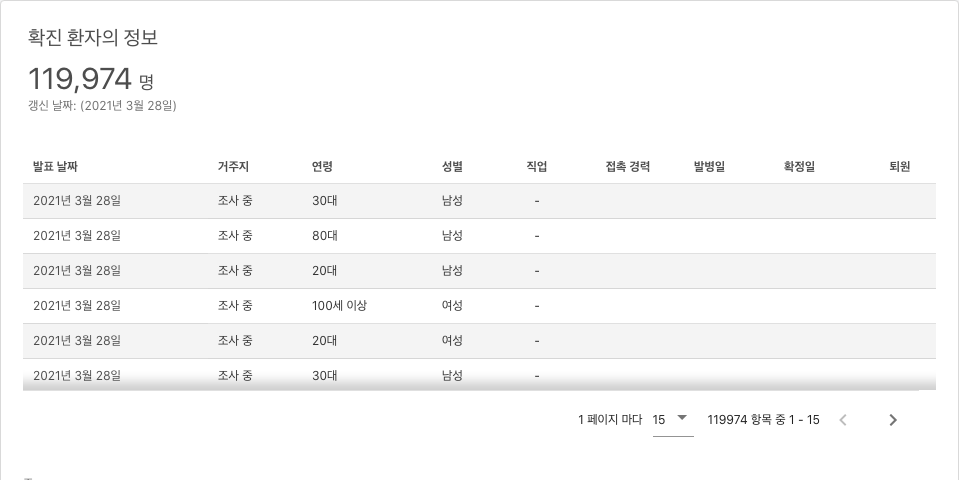 확진 환자의 정보
119,974 명
갱신 날짜: (2021년 3월 28일)
발표 날짜 거주지 연령 성별 직업 접촉 경력 발병일 확정일 퇴원
2021년 3월 28일 조사 중 30대 남성 -
2021년 3월 28일 조사 중 80대 남성 -
2021년 3월 28일 조사 중 20대 남성 -
2021년 3월 28일 조사 중 100세 이상 여성 -
2021년 3월 28일 조사 중 20대 여성 -
2021년 3월 28일 조사 중 30대 남성 -
1 페이지 마다 15 119974 항목 중 1 - 15